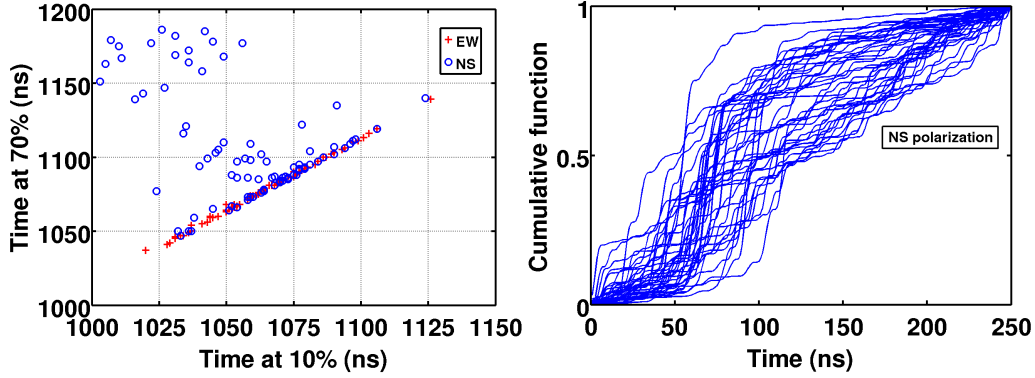 Time at 70% (ns)
1200
1150
1100
1050
1000
1000 1025 1050 1075 1100 1125 1150
Time at 10% (ns)
EW
NS
Cumulative function
1
0.5
0
0 50 100 150 200 250
Time (ns)
NS polarization